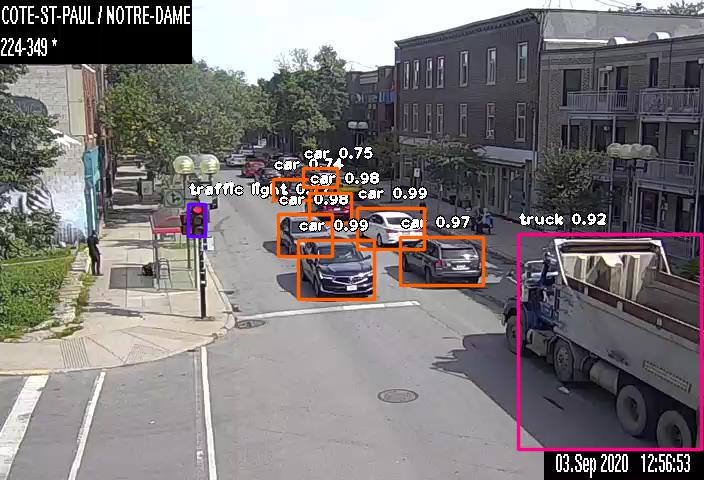 COTE-ST-PAUL / NOTRE-DAME
224-349 *
car 0.75
car 0.74
car 0.98
traffic light
car 0.99
car 0.98
car 0.99
car 0.97
truck 0.92
03.Sep 2020 12:56:53